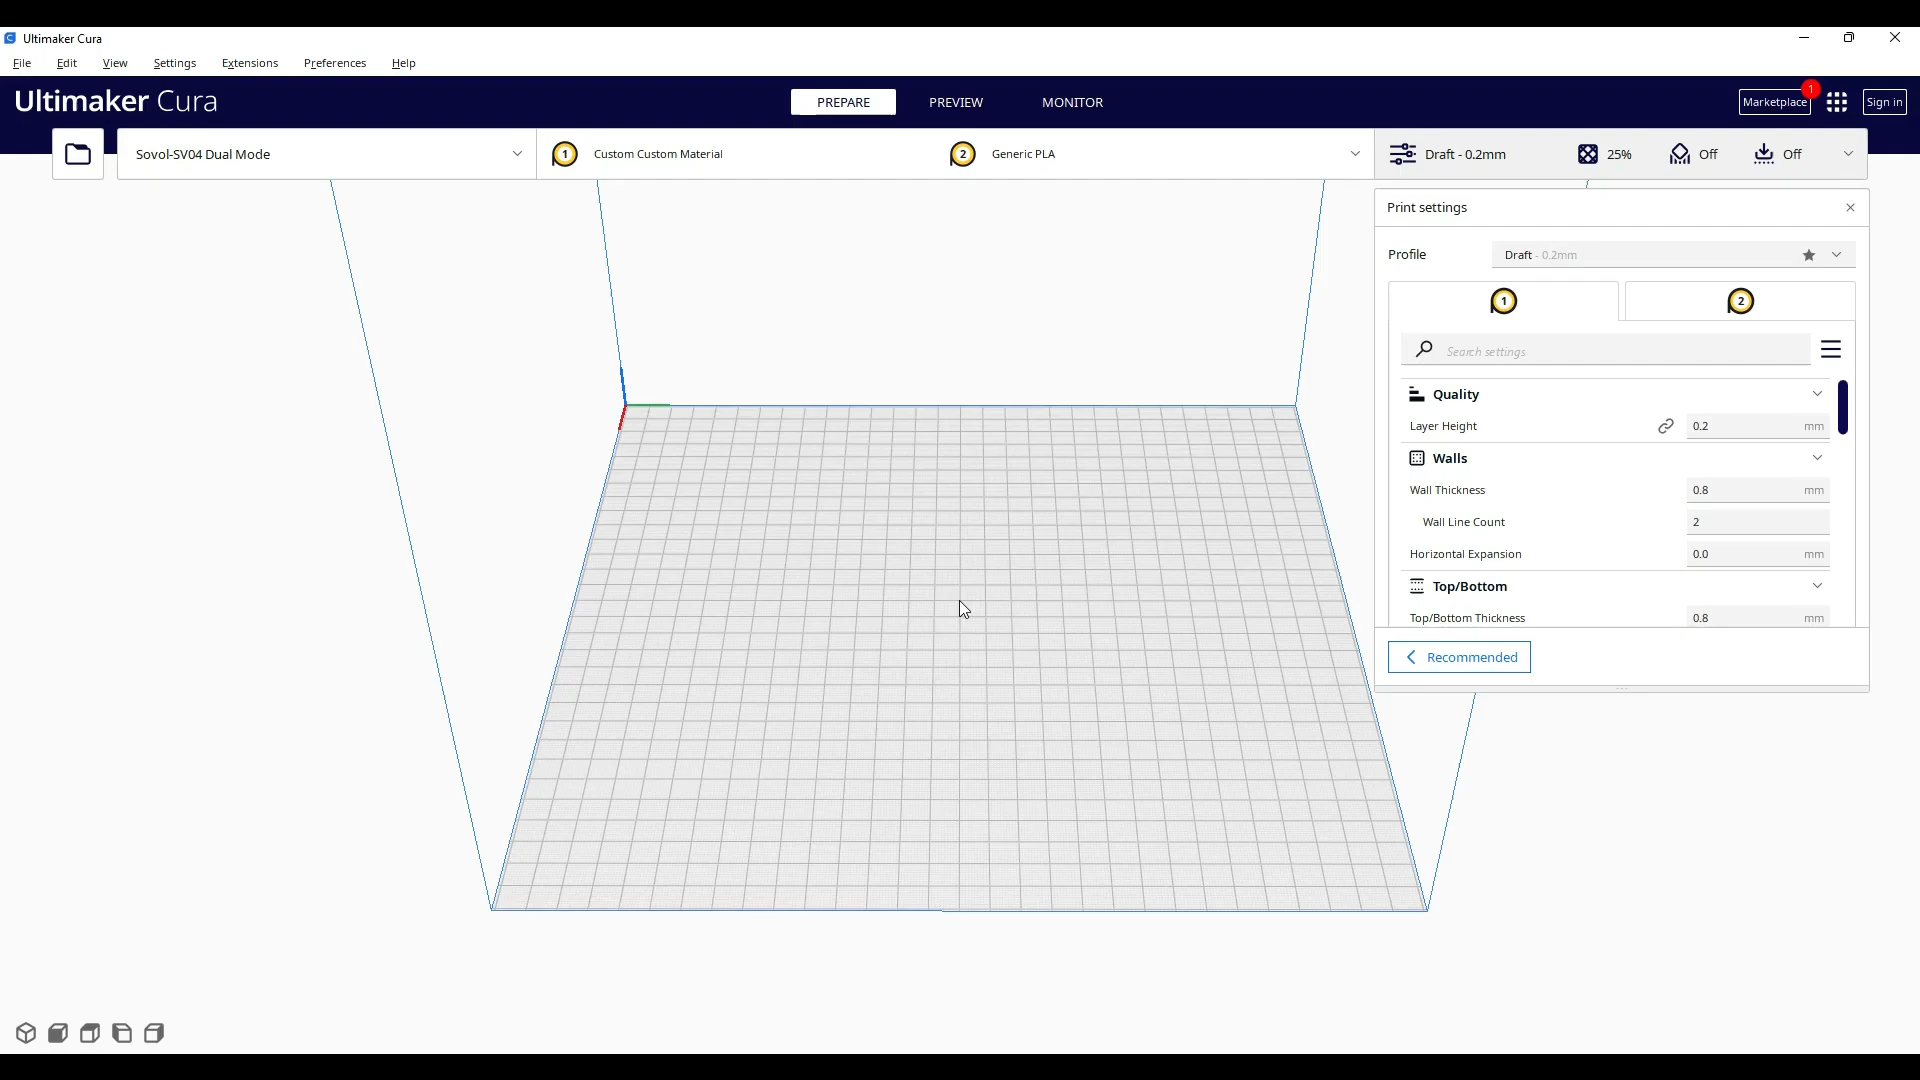 Ultimaker Cura
File Edit View Settings Extensions Preferences Help
Ultimaker Cura
PREPARE PREVIEW MONITOR
Marketplace 1 Sign in
Sovol-SV04 Dual Mode
1 Custom Custom Material
2 Generic PLA
Draft - 0.2mm 25% Off Off
Print settings
Profile Draft - 0.2mm
1 2
Search settings
Quality
Layer Height 0.2 mm
Walls
Wall Thickness 0.8 mm
Wall Line Count 2
Horizontal Expansion 0.0 mm
Top/Bottom
Top/Bottom Thickness 0.8 mm
Recommended